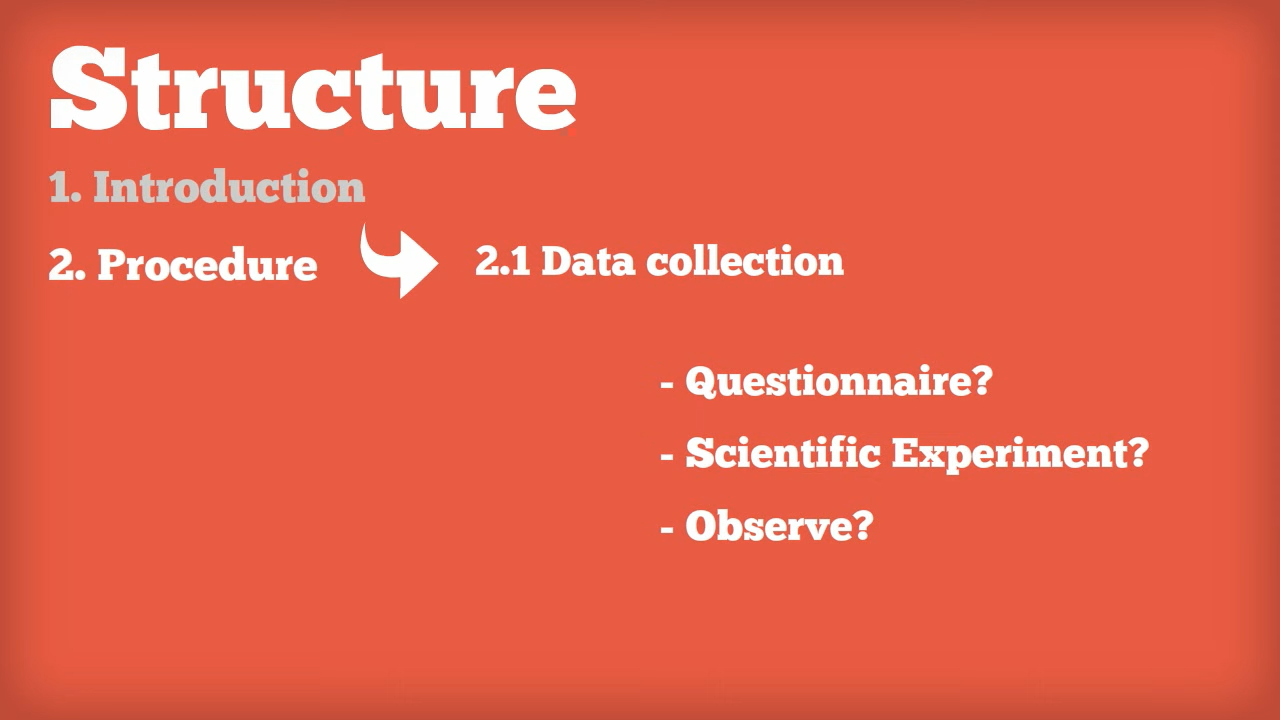 Structure
1. Introduction
2. Procedure
2.1 Data collection
- Questionnaire?
- Scientific Experiment?
- Observe?